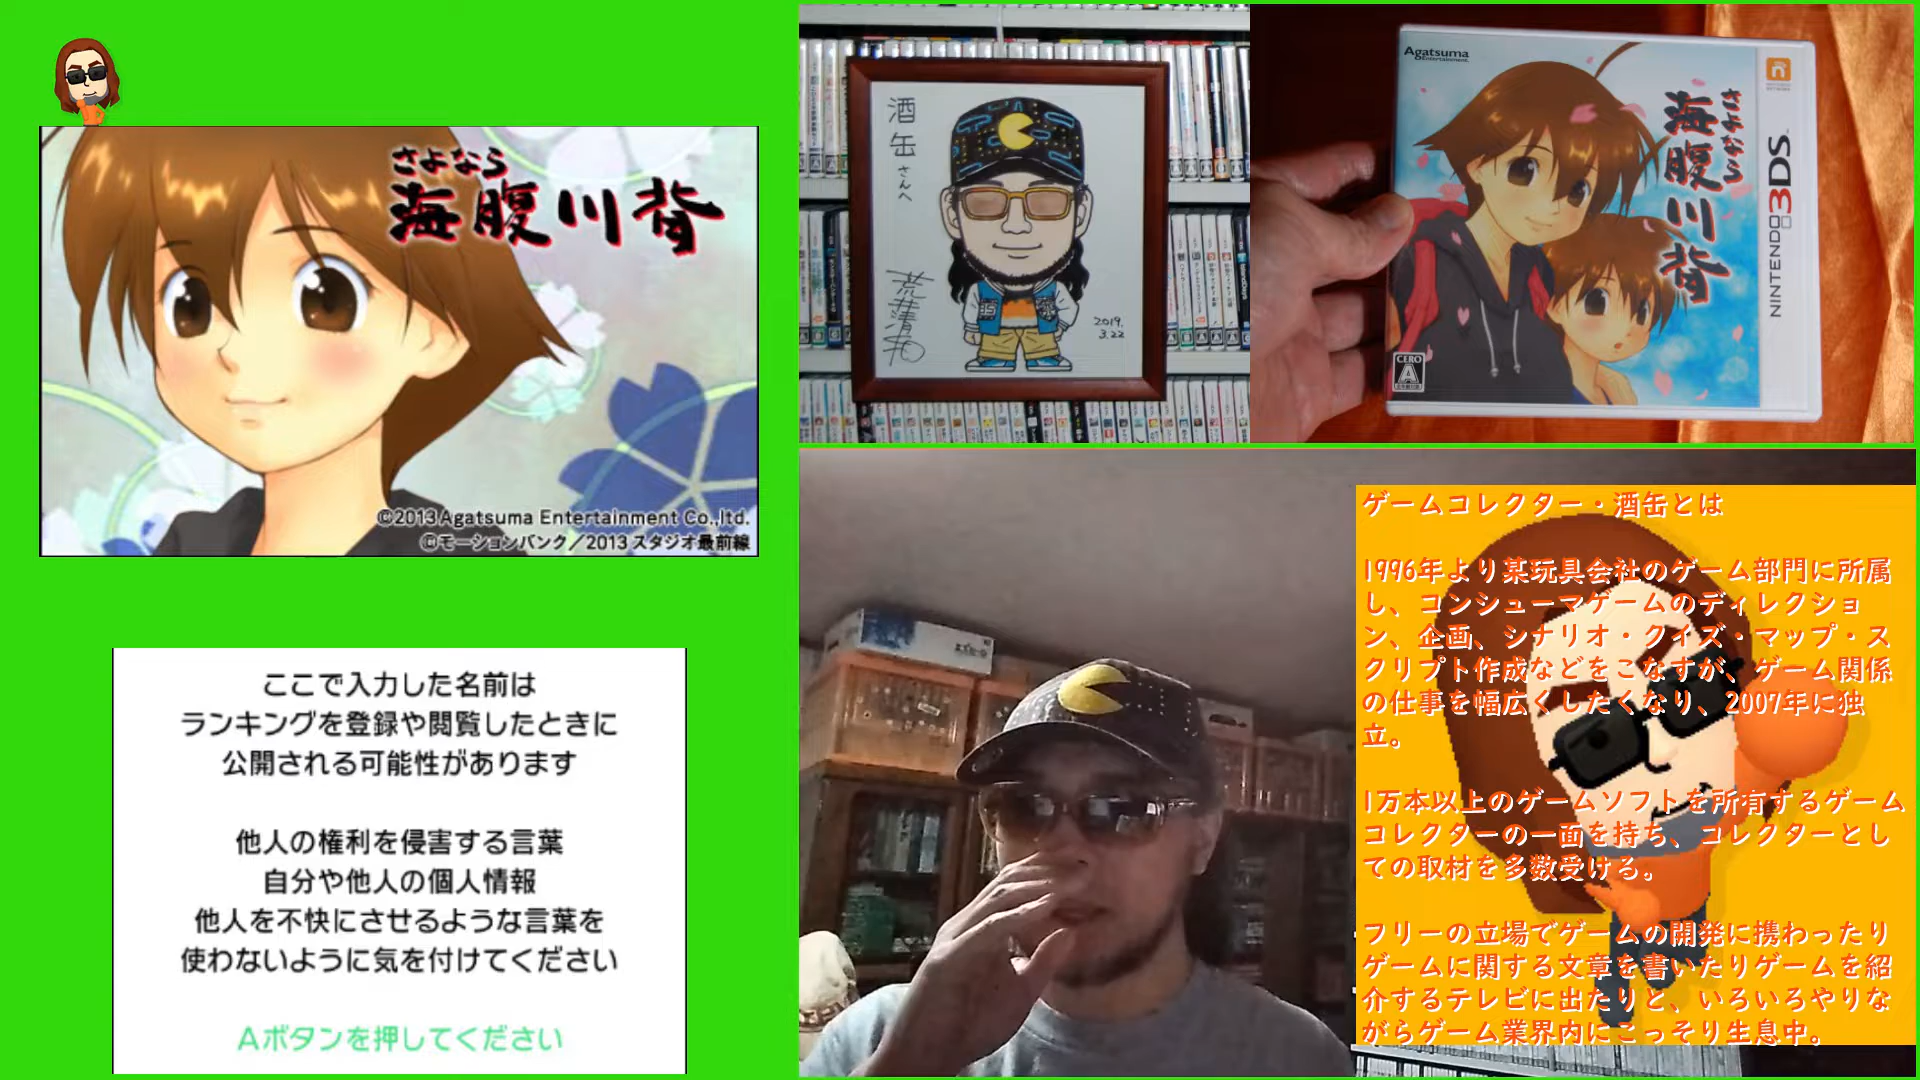 さよなら
海腹川背
©2013 Agatsuma Entertainment Co.,ltd.
©モーションバンク／2013 スタジオ最前線
ここで入力した名前は
ランキングを登録や閲覧したときに
公開される可能性があります
他人の権利を侵害する言葉
自分や他人の個人情報
他人を不快にさせるような言葉を
使わないように気を付けてください
Aボタンを押してください
酒缶さんへ
荒井清和
2019.
3.22
Agatsuma
Entertainment
さよなら
海腹川背
NINTENDO3DS
CERO
A
ゲームコレクター・酒缶とは
1996年より某玩具会社のゲーム部門に所属
し、コンシューマゲームのディレクショ
ン、企画、シナリオ・クイズ・マップ・ス
クリプト作成などをこなすが、ゲーム関係
の仕事を幅広くしたくなり、2007年に独
立。
1万本以上のゲームソフトを所有するゲーム
コレクターの一面を持ち、コレクターとし
ての取材を多数受ける。
フリーの立場でゲームの開発に携わったり
ゲームに関する文章を書いたりゲームを紹
介するテレビに出たりと、いろいろやりな
がらゲーム業界内にこっそり生息中。